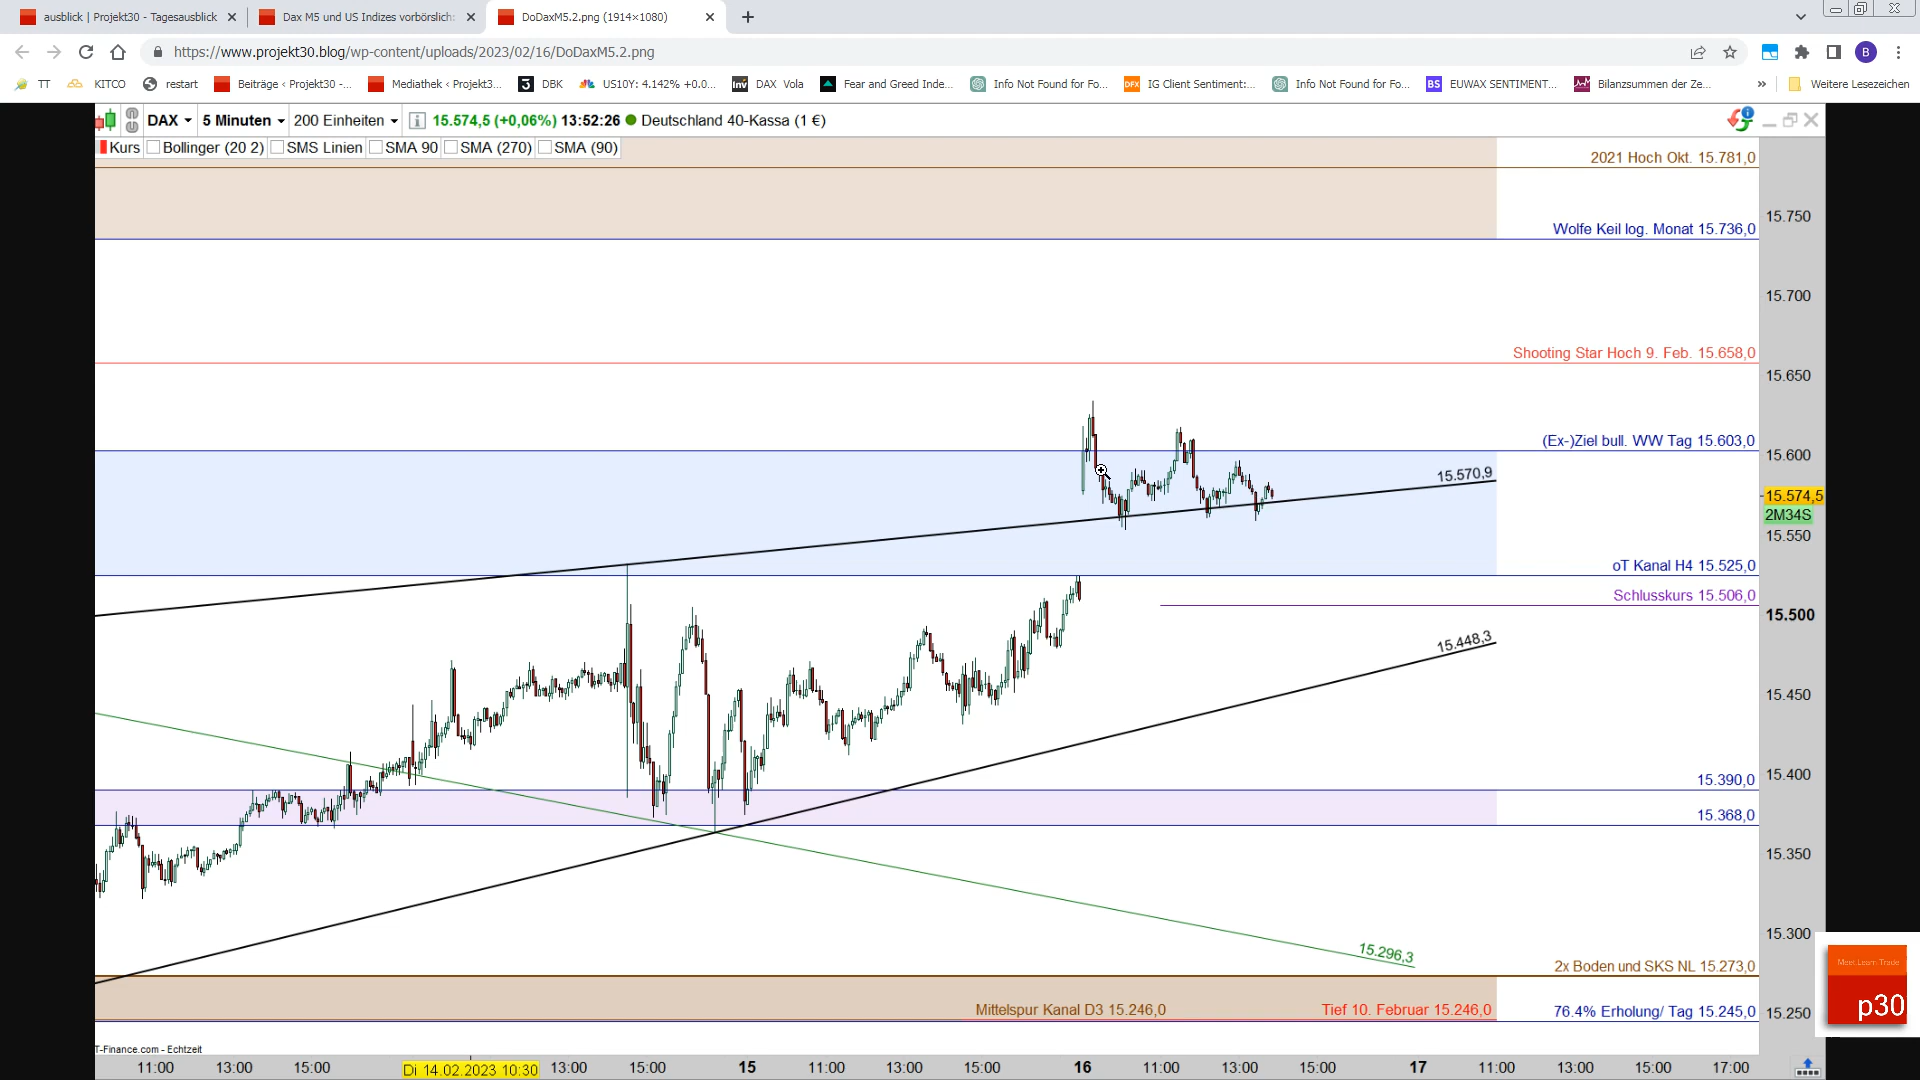 ausblick | Projekt30 - Tagesausblick
Dax M5 und US Indizes vorbörslich:
DoDaxM5.2.png (1914×1080)
https://www.projekt30.blog/wp-content/uploads/2023/02/16/DoDaxM5.2.png
B
TT
KITCO
restart
Beiträge ‹ Projekt30 -...
Mediathek ‹ Projekt3...
DBK
US10Y: 4.142% +0.0...
inv
DAX Vola
Fear and Greed Inde...
Info Not Found for Fo...
DFX
IG Client Sentiment:...
Info Not Found for Fo...
BS
EUWAX SENTIMENT...
Bilanzsummen der Ze...
»
Weitere Lesezeichen
DAX
5 Minuten
200 Einheiten
15.574,5 (+0,06%) 13:52:26
Deutschland 40-Kassa (1 €)
Kurs
Bollinger (20 2)
SMS Linien
SMA 90
SMA (270)
SMA (90)
2021 Hoch Okt. 15.781,0
15.750
Wolfe Keil log. Monat 15.736,0
15.700
Shooting Star Hoch 9. Feb. 15.658,0
15.650
(Ex-)Ziel bull. WW Tag 15.603,0
15.600
15.570,9
15.574,5
2M34S
15.550
oT Kanal H4 15.525,0
Schlusskurs 15.506,0
15.500
15.448,3
15.450
15.390,0
15.400
15.368,0
15.350
15.300
15.296,3
2x Boden und SKS NL 15.273,0
Meet.Learn.Trade
p30
Mittelspur Kanal D3 15.246,0
Tief 10. Februar 15.246,0
76.4% Erholung/ Tag 15.245,0
15.250
T-Finance.com - Echtzeit
11:00
13:00
15:00
Di 14.02.2023 10:30
13:00
15:00
15
11:00
13:00
15:00
16
11:00
13:00
15:00
17
11:00
13:00
15:00
17:00